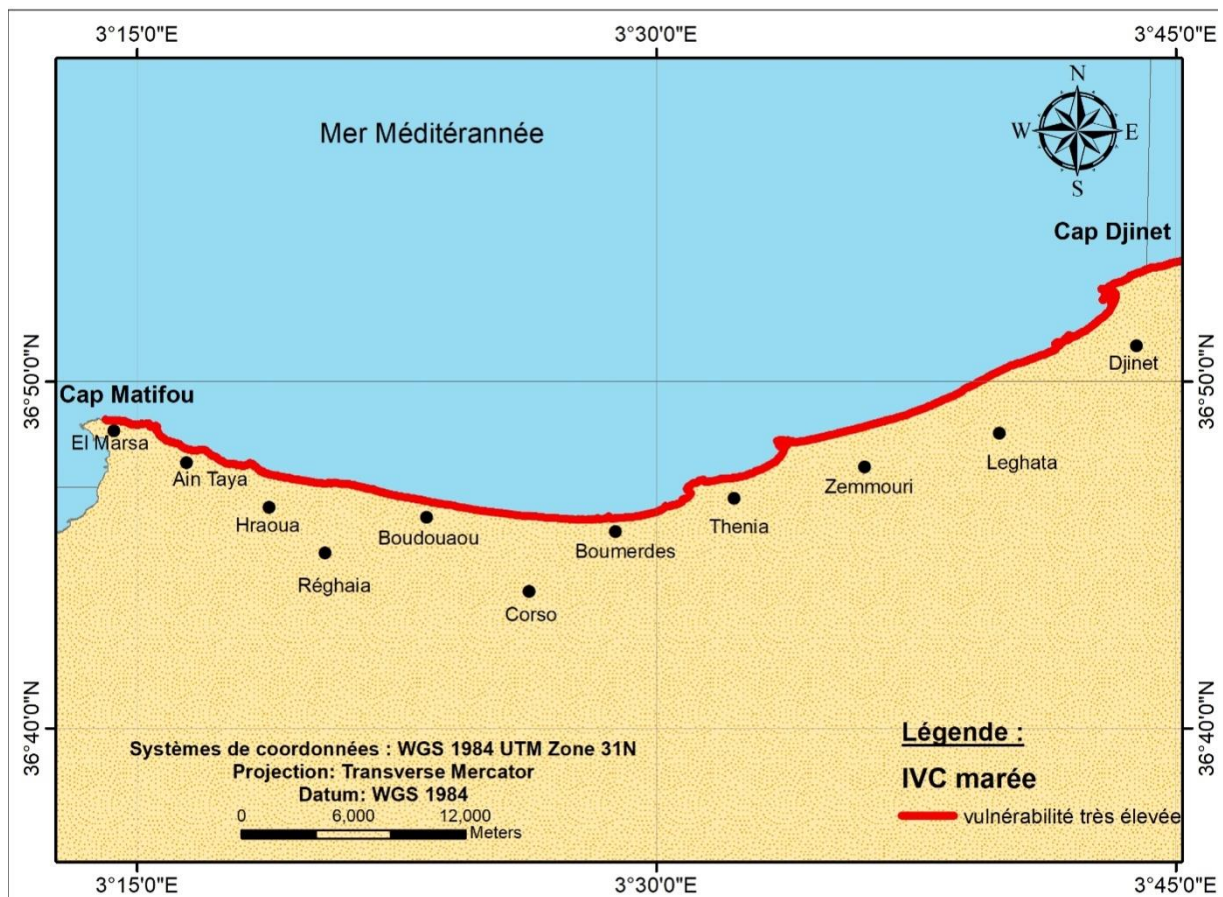 3°15'0"E
3°30'0"E
3°45'0"E
Mer Méditérannée
N
W
E
S
Cap Djinet
36°50'0"N
36°50'0"N
Djinet
Cap Matifou
El Marsa
Ain Taya
Leghata
Zemmouri
Hraoua
Thenia
Boudouaou
Boumerdes
Réghaia
Corso
36°40'0"N
36°40'0"N
Systèmes de coordonnées : WGS 1984 UTM Zone 31N
Projection: Transverse Mercator
Datum: WGS 1984
0 6,000 12,000
Meters
Légende :
IVC marée
vulnérabilité très élevée
3°15'0"E
3°30'0"E
3°45'0"E